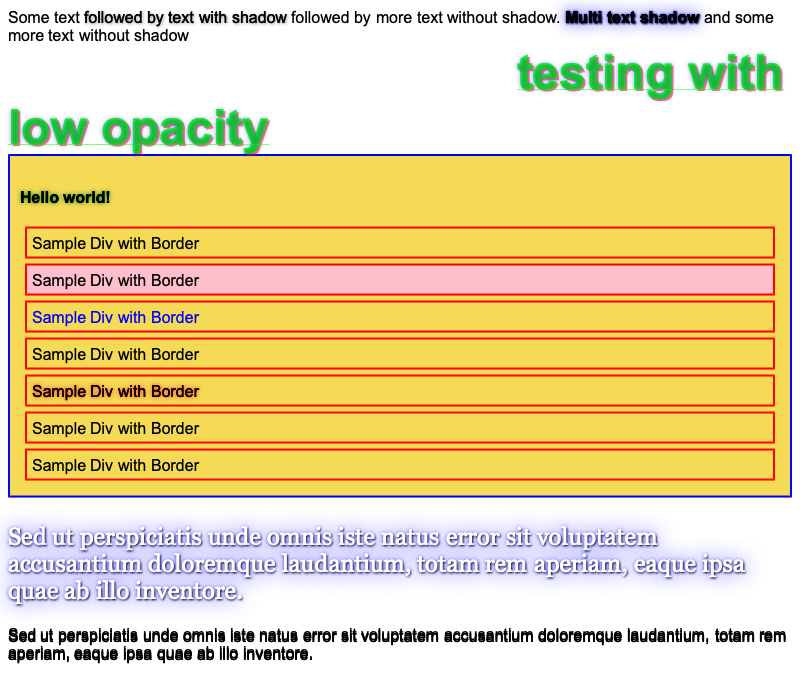 Some text followed by text with shadow followed by more text without shadow. Multi text shadow and some
more text without shadow
testing with
low opacity
Hello world!
Sample Div with Border
Sample Div with Border
Sample Div with Border
Sample Div with Border
Sample Div with Border
Sample Div with Border
Sample Div with Border
Sed ut perspiciatis unde omnis iste natus error sit voluptatem
accusantium doloremque laudantium, totam rem aperiam, eaque ipsa
quae ab illo inventore.
Sed ut perspiciatis unde omnis iste natus error sit voluptatem accusantium doloremque laudantium, totam rem
aperiam, eaque ipsa quae ab illo inventore.